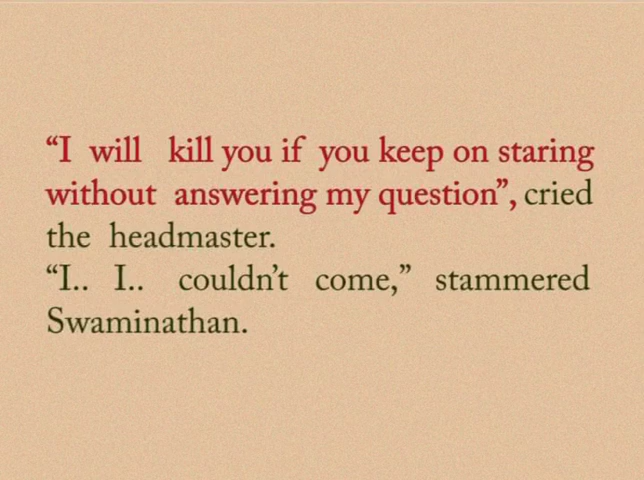 “I will kill you if you keep on staring
without answering my question”, cried
the headmaster.
“I.. I.. couldn’t come,” stammered
Swaminathan.